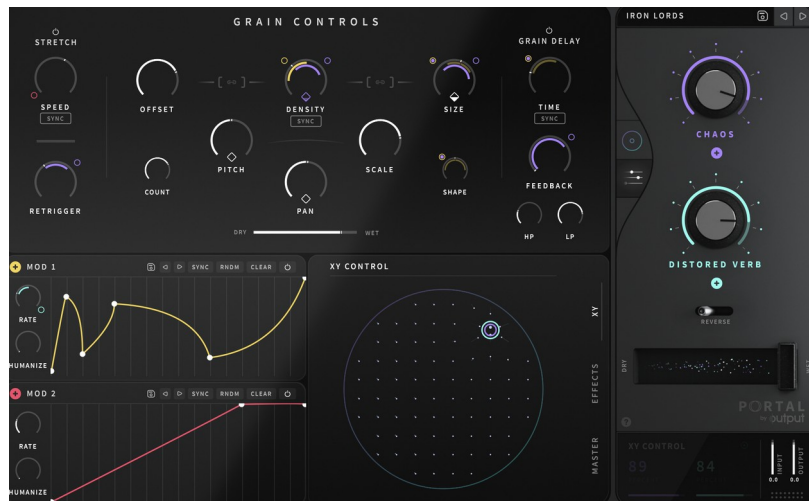 GRAIN CONTROLS
STRETCH
SPEED
SYNC
RETRIGGER
OFFSET
COUNT
PITCH
DENSITY
SYNC
PAN
SCALE
SIZE
SHAPE
GRAIN DELAY
TIME
SYNC
FEEDBACK
HP
LP
DRY
WET
MOD 1
SYNC
RNDM
CLEAR
RATE
HUMANIZE
MOD 2
SYNC
RNDM
CLEAR
RATE
HUMANIZE
XY CONTROL
XY
EFFECTS
MASTER
IRON LORDS
CHAOS
DISTORED VERB
REVERSE
DRY
WET
PORTAL
by output
?
XY CONTROL
89
84
INPUT
0.0
OUTPUT
0.0